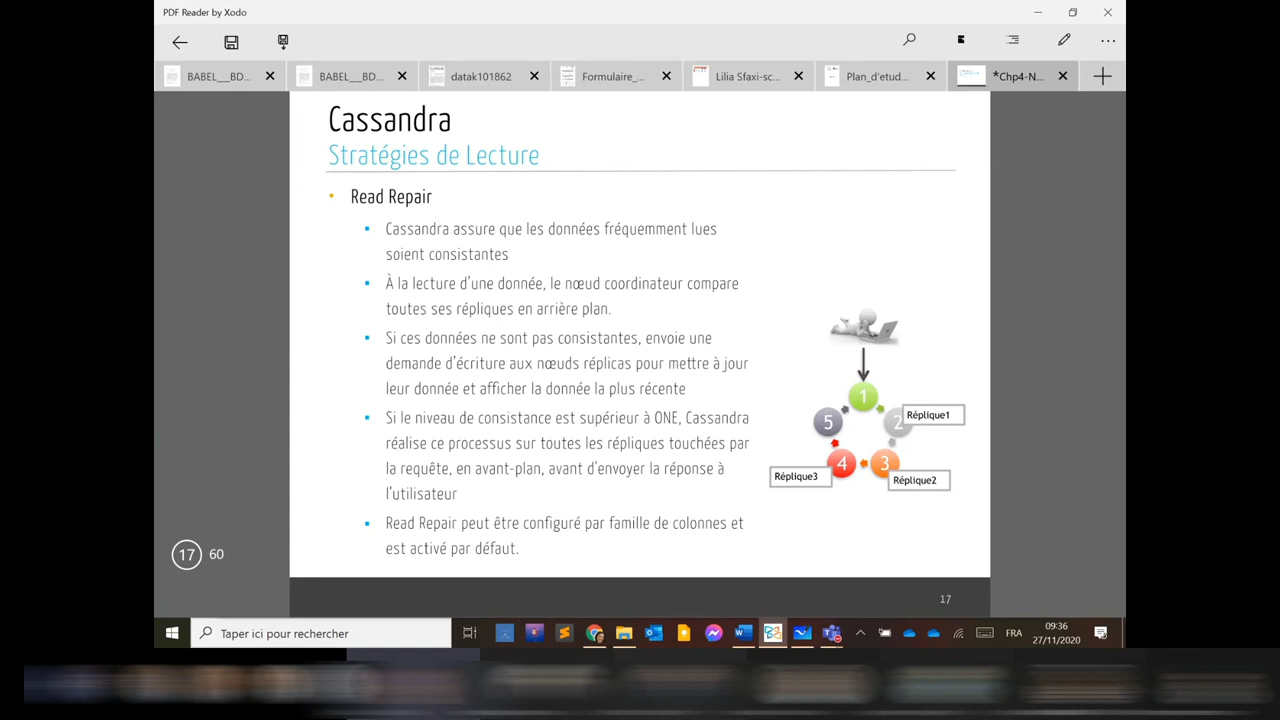 PDF Reader by Xodo
BABEL___BD...
BABEL___BD...
datak101862
Formulaire_...
Lilia Sfaxi-sc...
Plan_d'etud...
*Chp4-N...
Cassandra
Stratégies de Lecture
Read Repair
Cassandra assure que les données fréquemment lues
soient consistantes
À la lecture d'une donnée, le nœud coordinateur compare
toutes ses répliques en arrière plan.
Si ces données ne sont pas consistantes, envoie une
demande d'écriture aux nœuds réplicas pour mettre à jour
leur donnée et afficher la donnée la plus récente
Si le niveau de consistance est supérieur à ONE, Cassandra
réalise ce processus sur toutes les répliques touchées par
la requête, en avant-plan, avant d'envoyer la réponse à
l'utilisateur
Read Repair peut être configuré par famille de colonnes et
est activé par défaut.
1
5
2
Réplique1
4
3
Réplique3
Réplique2
17
60
17
Taper ici pour rechercher
FRA
09:36
27/11/2020